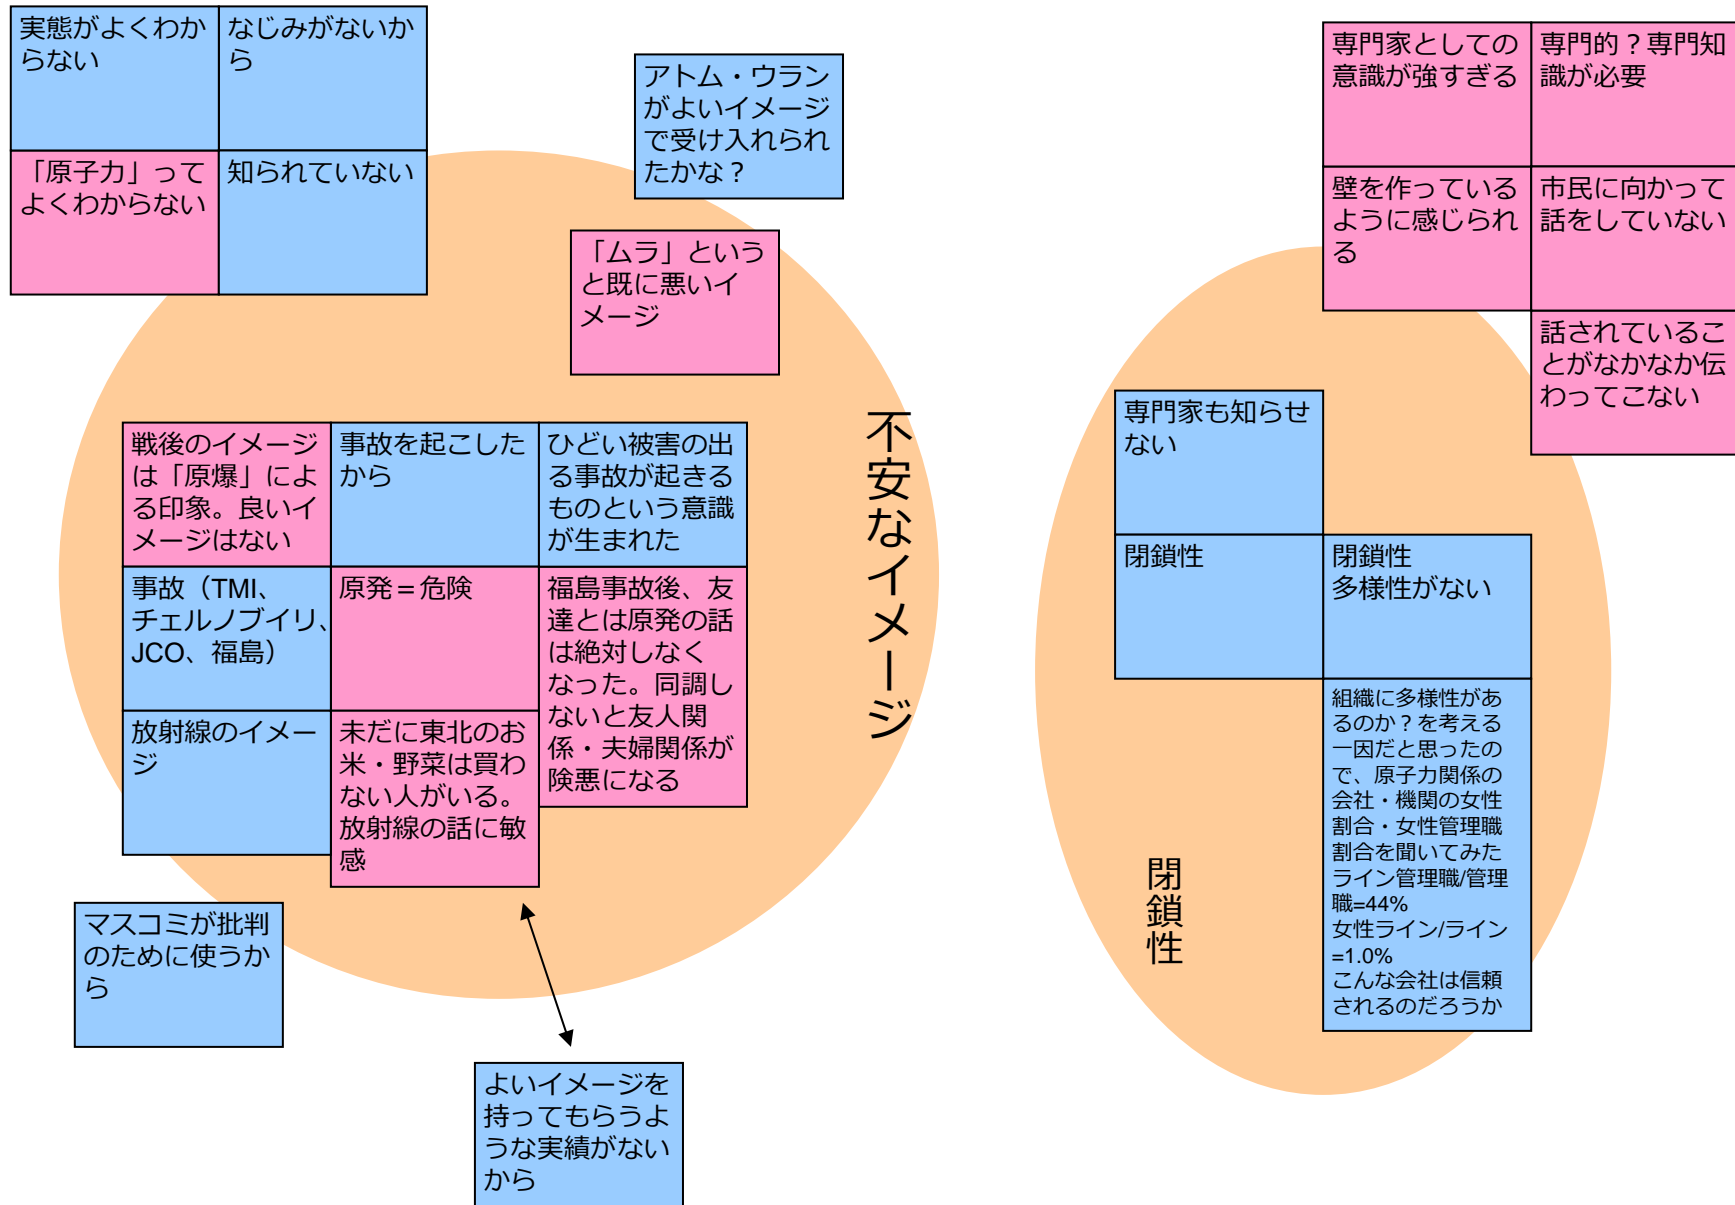 実態がよくわか
らない
なじみがないか
ら
「原子力」って
よくわからない
知られていない
アトム・ウラン
がよいイメージ
で受け入れられ
たかな？
「ムラ」という
と既に悪いイ
メージ
戦後のイメージ
は「原爆」によ
る印象。良いイ
メージはない
事故を起こした
から
ひどい被害の出
る事故が起きる
ものという意識
が生まれた
事故（TMI、
チェルノブイリ、
JCO、福島）
原発＝危険
福島事故後、友
達とは原発の話
は絶対しなく
なった。同調し
ないと友人関
係・夫婦関係が
険悪になる
放射線のイメー
ジ
未だに東北のお
米・野菜は買わ
ない人がいる。
放射線の話に敏
感
不安なイメージ
マスコミが批判
のために使うか
ら
よいイメージを
持ってもらうよ
うな実績がない
から
専門家としての
意識が強すぎる
専門的？専門知
識が必要
壁を作っている
ように感じられ
る
市民に向かって
話をしていない
話されているこ
とがなかなか伝
わってこない
専門家も知らせ
ない
閉鎖性
閉鎖性
多様性がない
組織に多様性があ
るのか？を考える
一因だと思ったの
で、原子力関係の
会社・機関の女性
割合・女性管理職
割合を聞いてみた
ライン管理職/管理
職=44%
女性ライン/ライン
=1.0%
こんな会社は信頼
されるのだろうか
閉鎖性